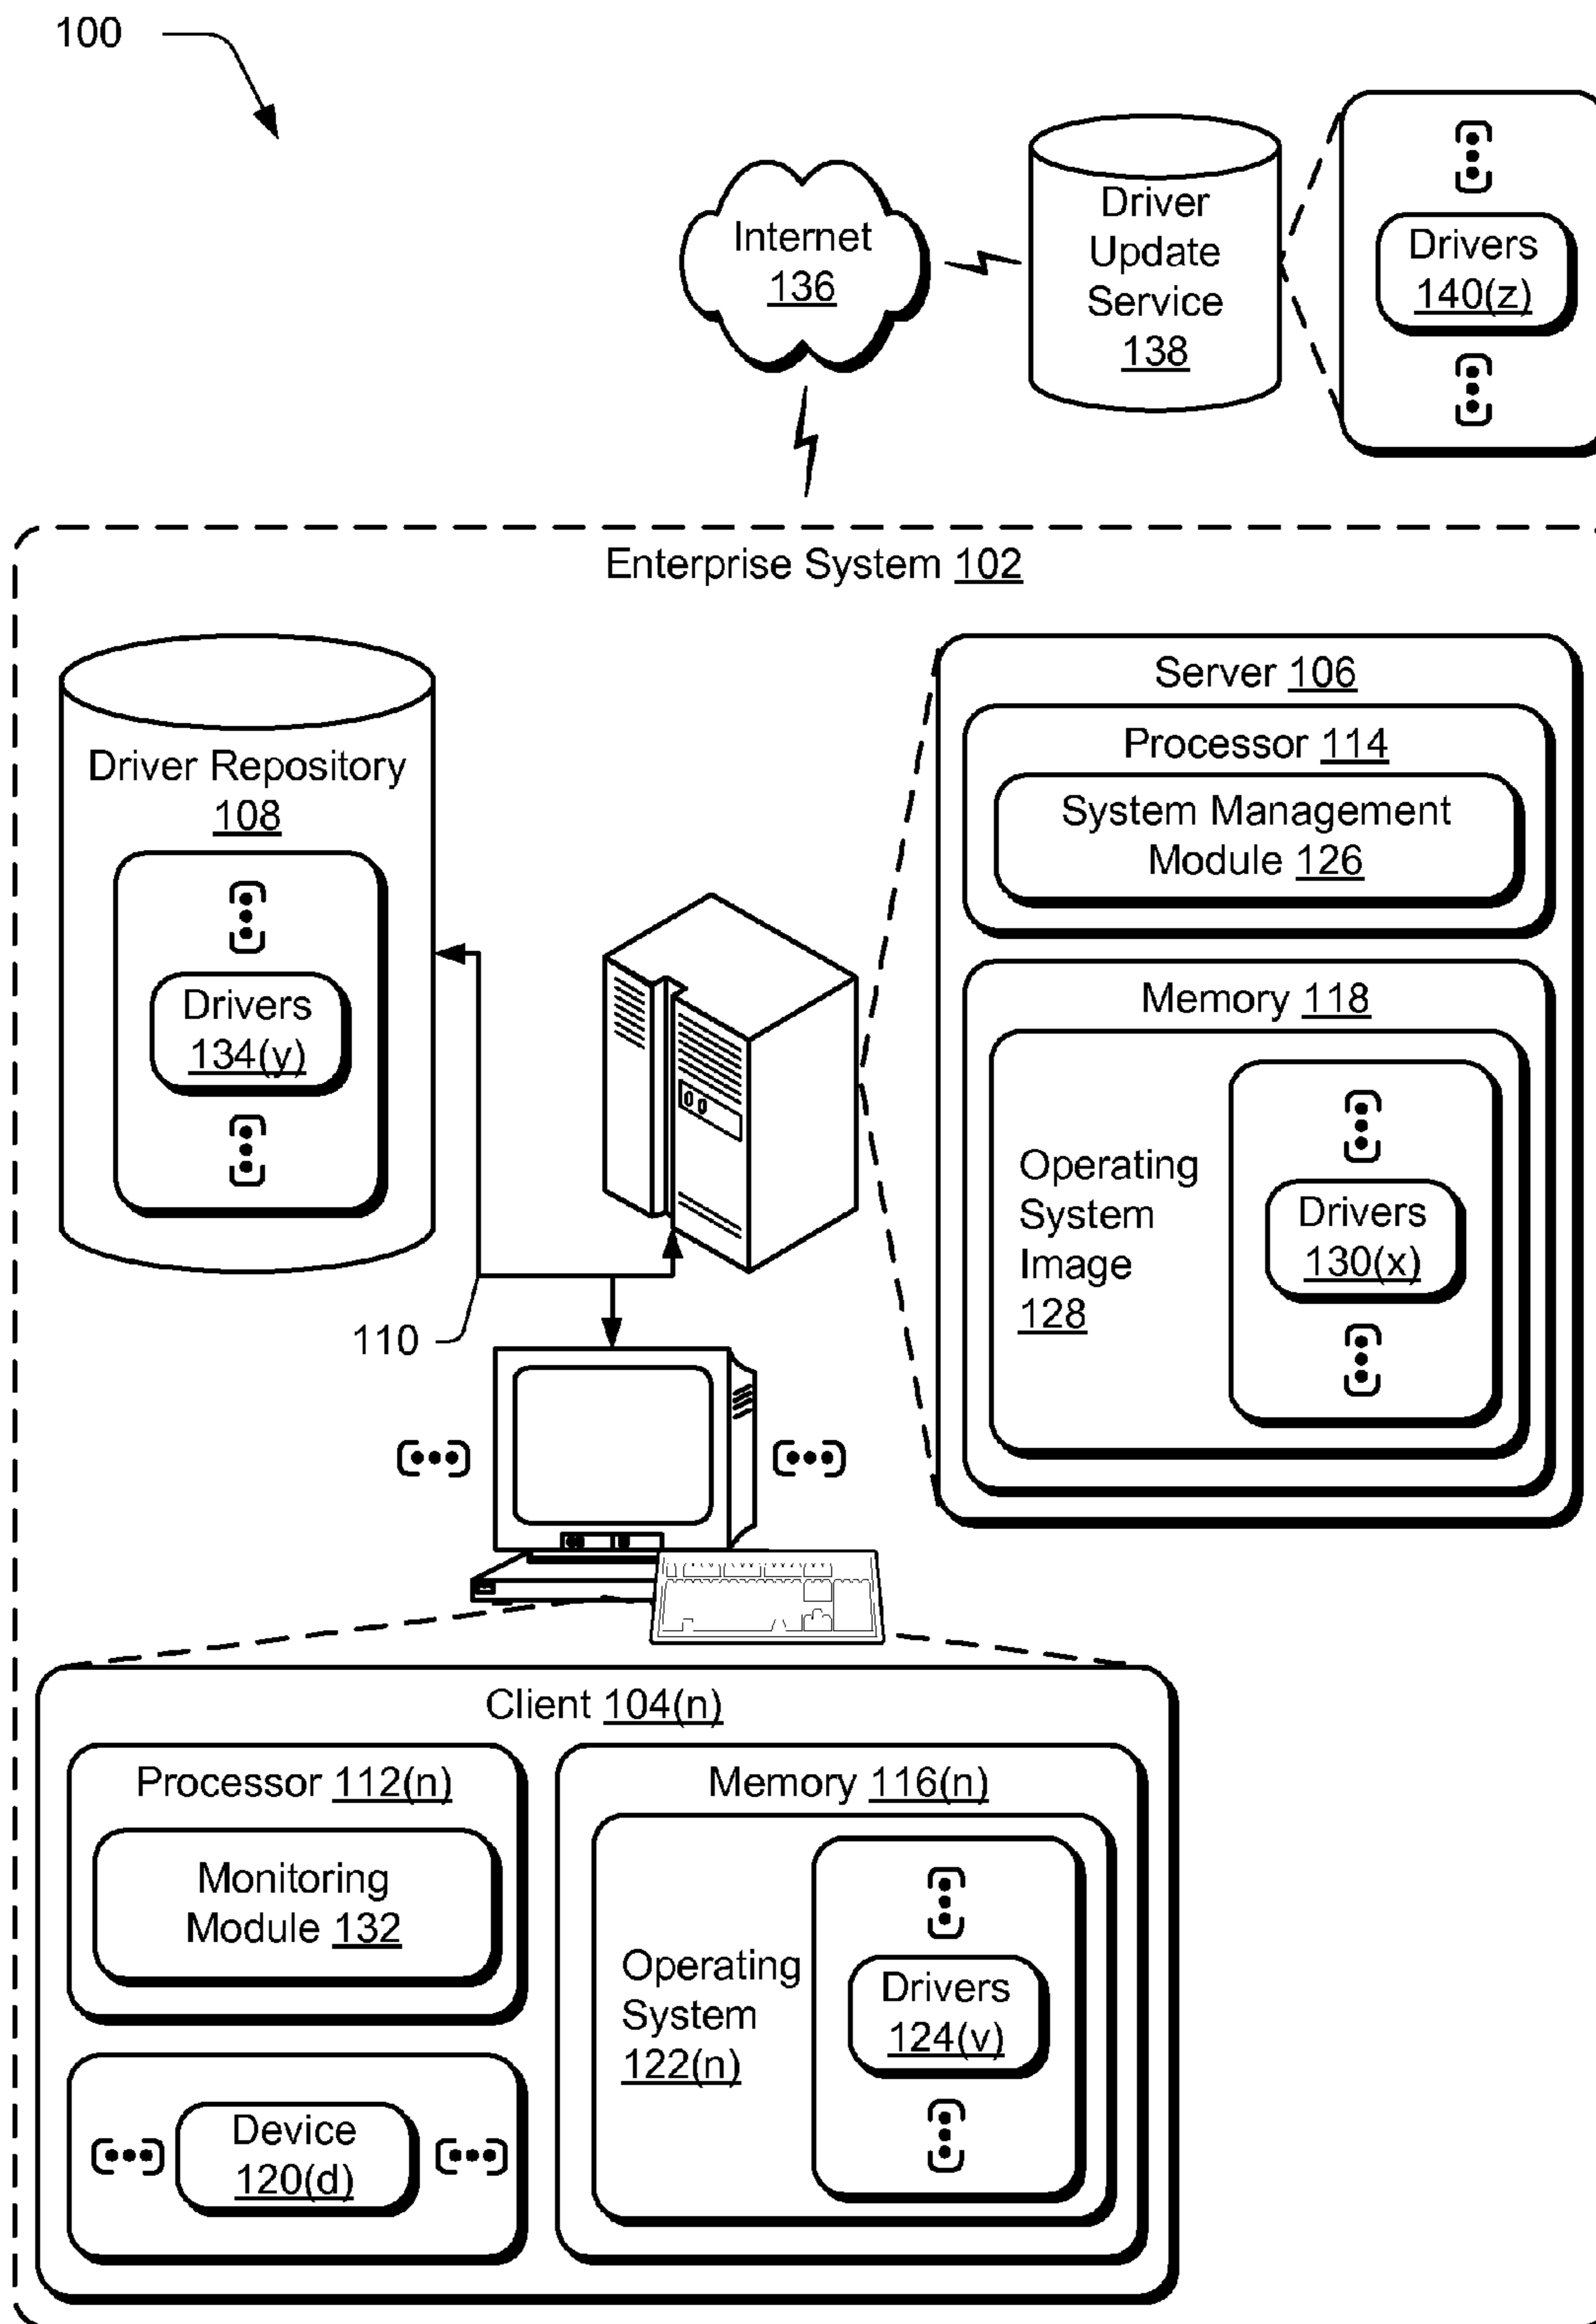 100
Internet
136
Driver
Update
Service
138
Drivers
140(z)
Enterprise System 102
Driver Repository
108
Drivers
134(y)
Server 106
Processor 114
System Management
Module 126
Memory 118
Operating
System
Image
128
Drivers
130(x)
110
Client 104(n)
Processor 112(n)
Monitoring
Module 132
Device
120(d)
Memory 116(n)
Operating
System
122(n)
Drivers
124(v)